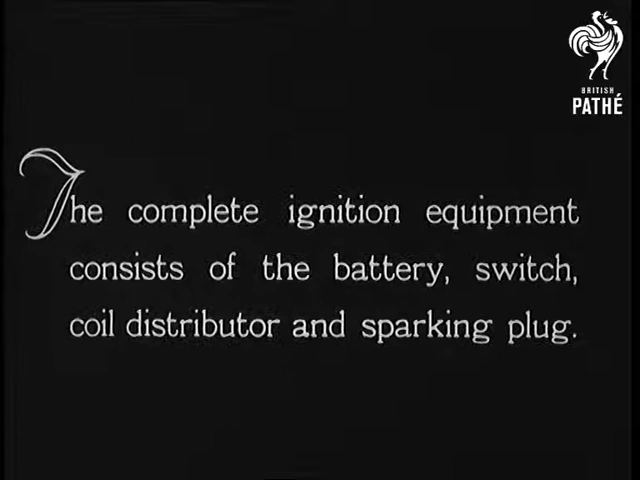 BRITISH
PATHÉ
The complete ignition equipment
consists of the battery, switch,
coil distributor and sparking plug.